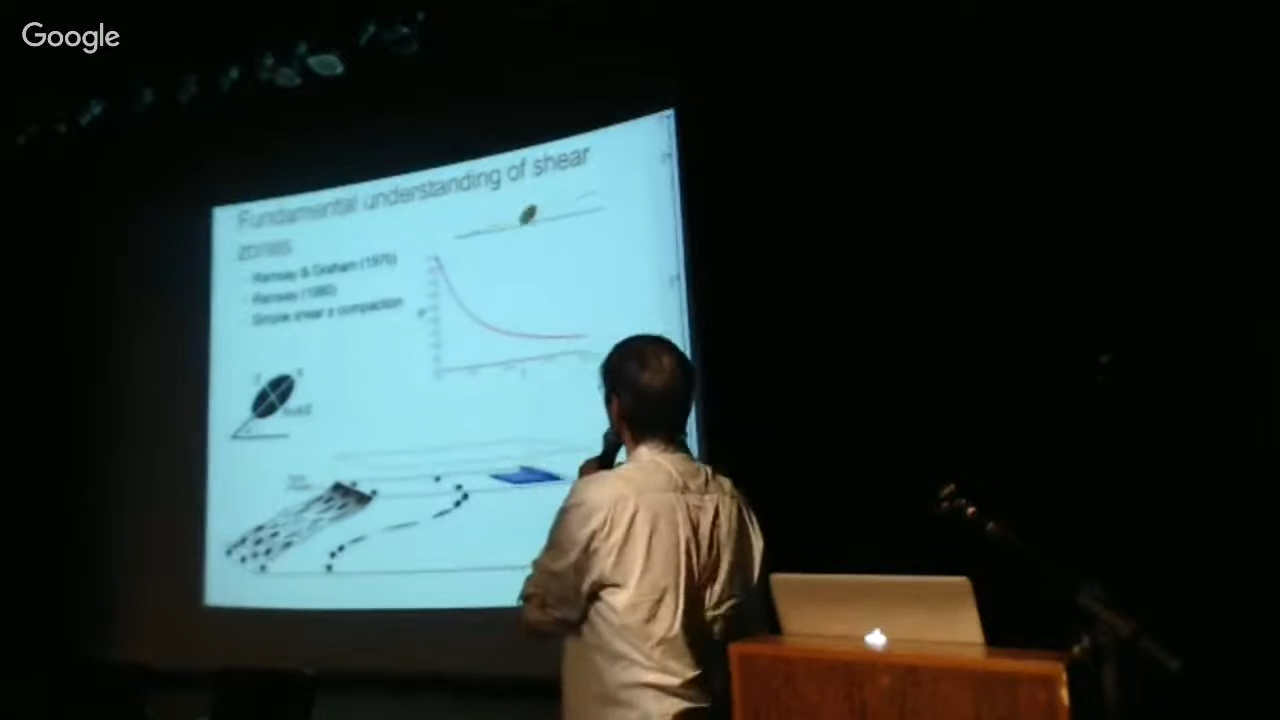 Google
Fundamental understanding of shear
zones
Ramsay & Graham (1970)
Ramsay (1980)
Simple shear ± compaction